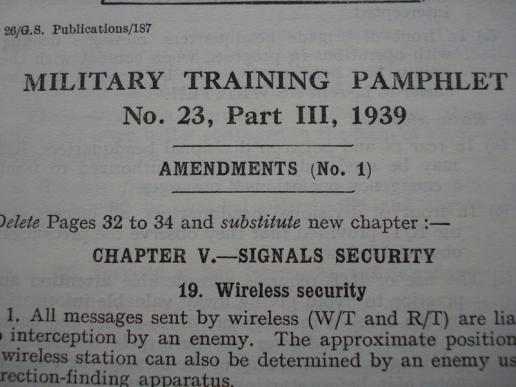 26/G.S. Publications/187
MILITARY TRAINING PAMPHLET
No. 23, Part III, 1939
AMENDMENTS (No. 1)
Delete Pages 32 to 34 and substitute new chapter :—
CHAPTER V.—SIGNALS SECURITY
19. Wireless security
1. All messages sent by wireless (W/T and R/T) are lia
interception by an enemy. The approximate position
wireless station can also be determined by an enemy us
rection-finding apparatus.